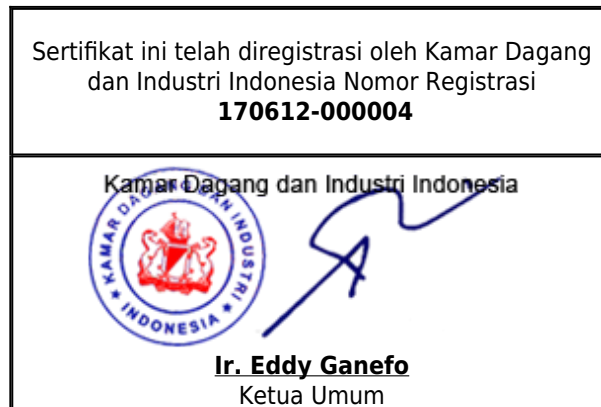 Sertifikat ini telah diregistrasi oleh Kamar Dagang
dan Industri Indonesia Nomor Registrasi
170612-000004
Kamar Dagang dan Industri Indonesia
KAMAR DAGANG DAN INDUSTRI
INDONESIA
Ir. Eddy Ganefo
Ketua Umum